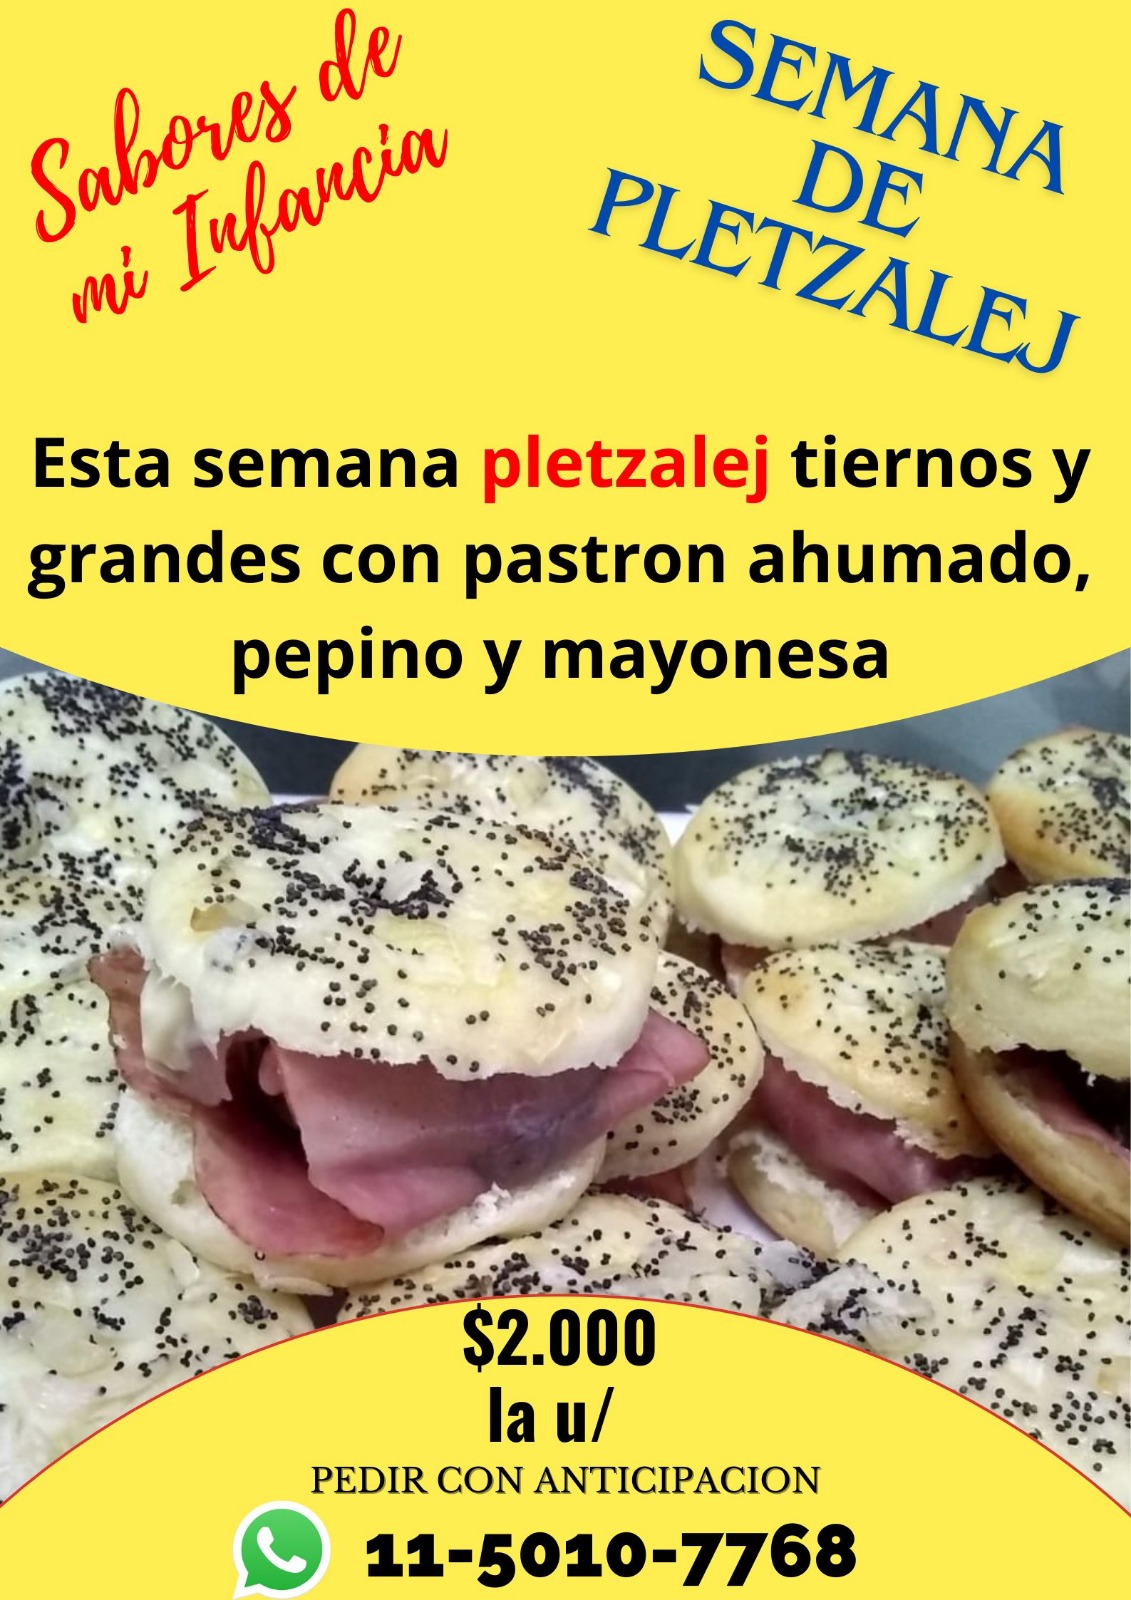 Sabores de
mi Infancia
SEMANA
DE
PLETZALEJ
Esta semana pletzalej tiernos y
grandes con pastron ahumado,
pepino y mayonesa
$2.000
la u/
PEDIR CON ANTICIPACION
11-5010-7768